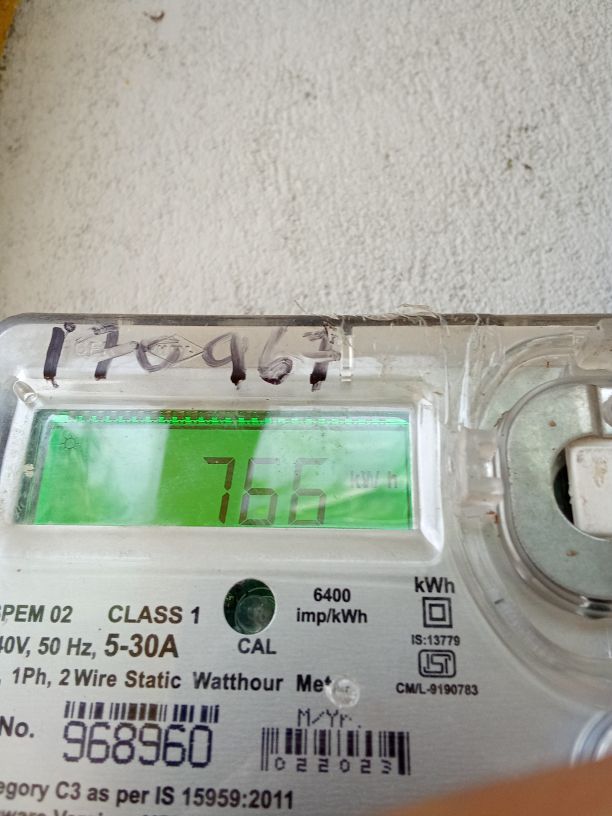 170967
766 kWh
PEM 02 CLASS 1
6400
imp/kWh
kWh
40V, 50 Hz, 5-30A
CAL
IS:13779
1Ph, 2 Wire Static Watthour
CM/L-9190783
M/Yr.
No. 968960
022023
egory C3 as per IS 15959:2011